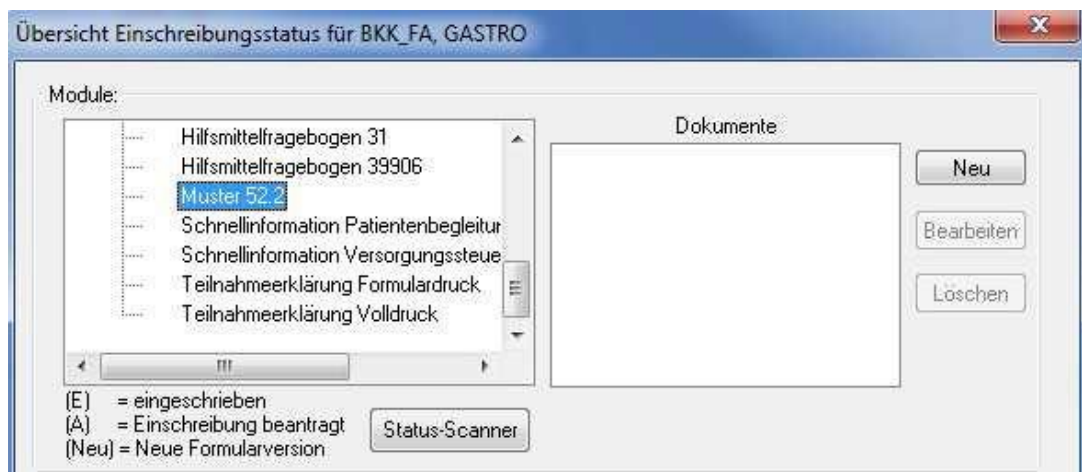 Übersicht Einschreibungsstatus für BKK_FA, GASTRO
Module:
Hilfsmittelfragebogen 31
Hilfsmittelfragebogen 39906
Muster 52.2
Schnellinformation Patientenbegleitur
Schnellinformation Versorgungssteue
Teilnahmeerklärung Formulardruck
Teilnahmeerklärung Volldruck
Dokumente
Neu
Bearbeiten
Löschen
(E) = eingeschrieben
(A) = Einschreibung beantragt
(Neu) = Neue Formularversion
Status-Scanner